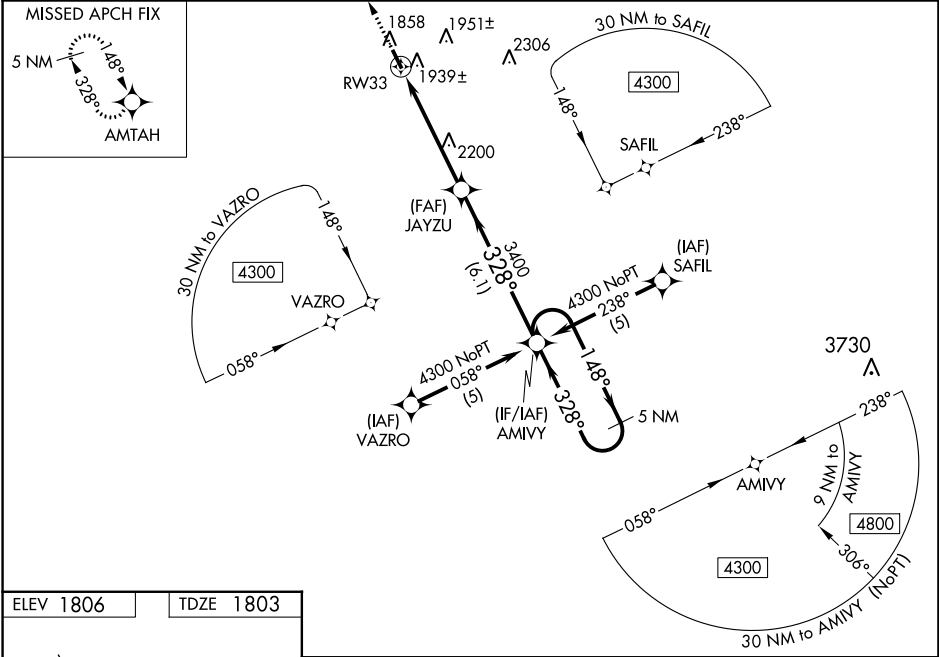 MISSED APCH FIX
5 NM
148°
328°
AMTAH
1858
1951±
2306
1939±
RW33
2200
(FAF)
JAYZU
3400
328°
(6.1)
30 NM to SAFIL
4300
148°
238°
SAFIL
30 NM to VAZRO
4300
148°
VAZRO
058°
(IAF)
SAFIL
4300 NoPT
238°
(5)
4300 NoPT
058°
(5)
(IAF)
VAZRO
(IF/IAF)
AMIVY
148°
328°
5 NM
3730
238°
AMIVY
058°
9 NM to
AMIVY
4800
306°
4300
30 NM to AMIVY (NoPT)
ELEV 1806
TDZE 1803